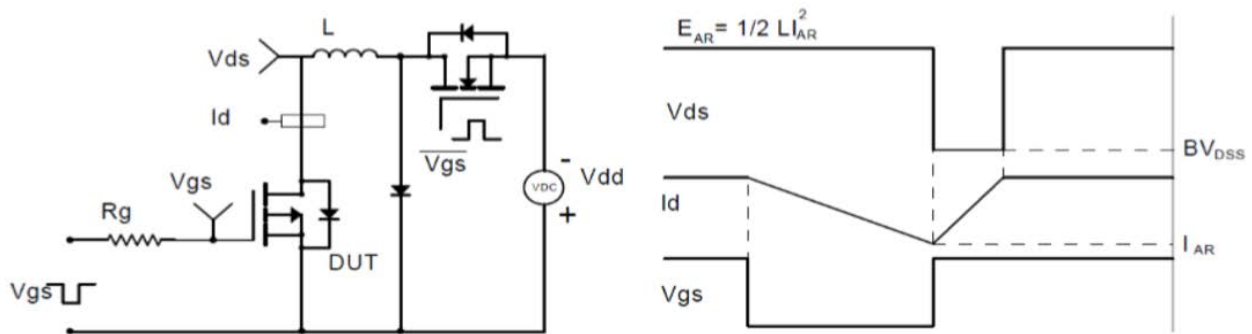 L
Vds
Id
Vgs
Vgs
Rg
DUT
Vgs
VDC
-
Vdd
+
E_AR = 1/2 LI_AR^2
Vds
BV_DSS
Id
I_AR
Vgs